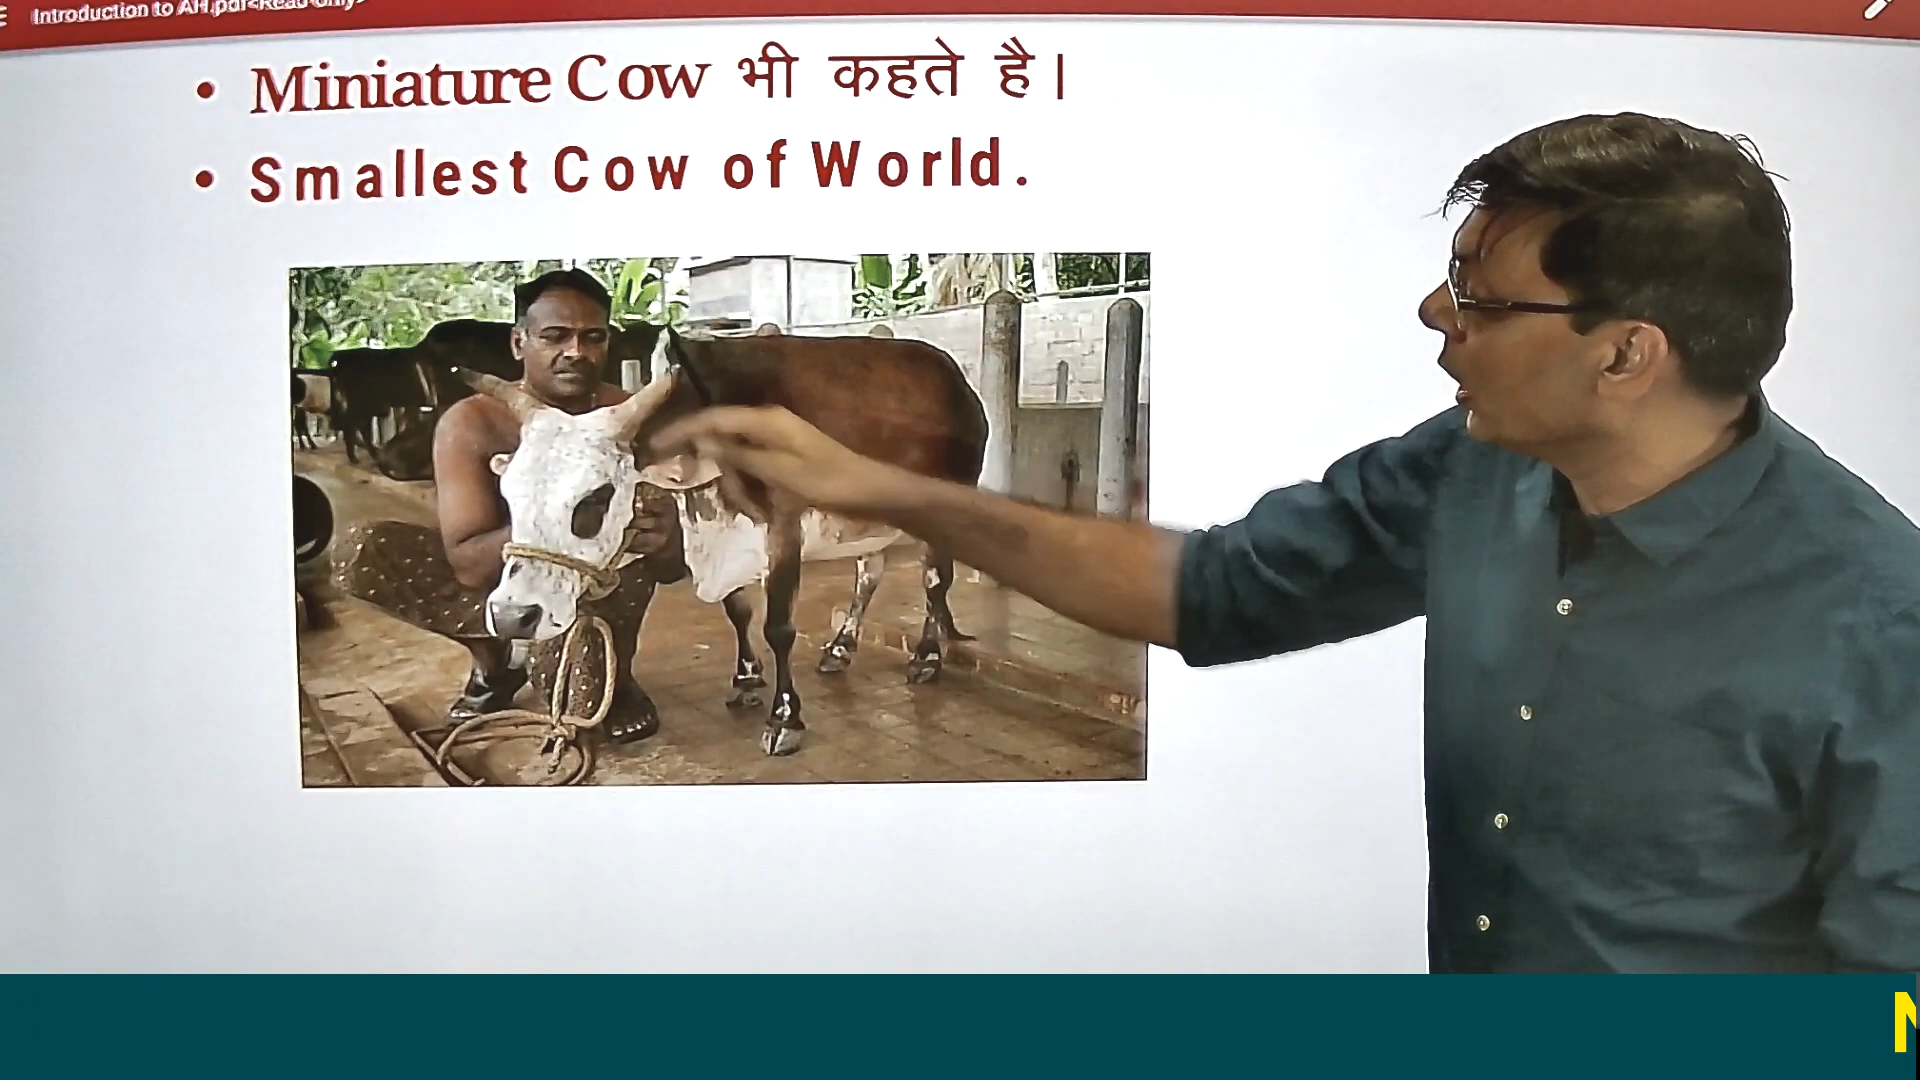 Introduction to AH.pdf<Read-only>
• Miniature Cow भी कहते है।
• Smallest Cow of World.
N